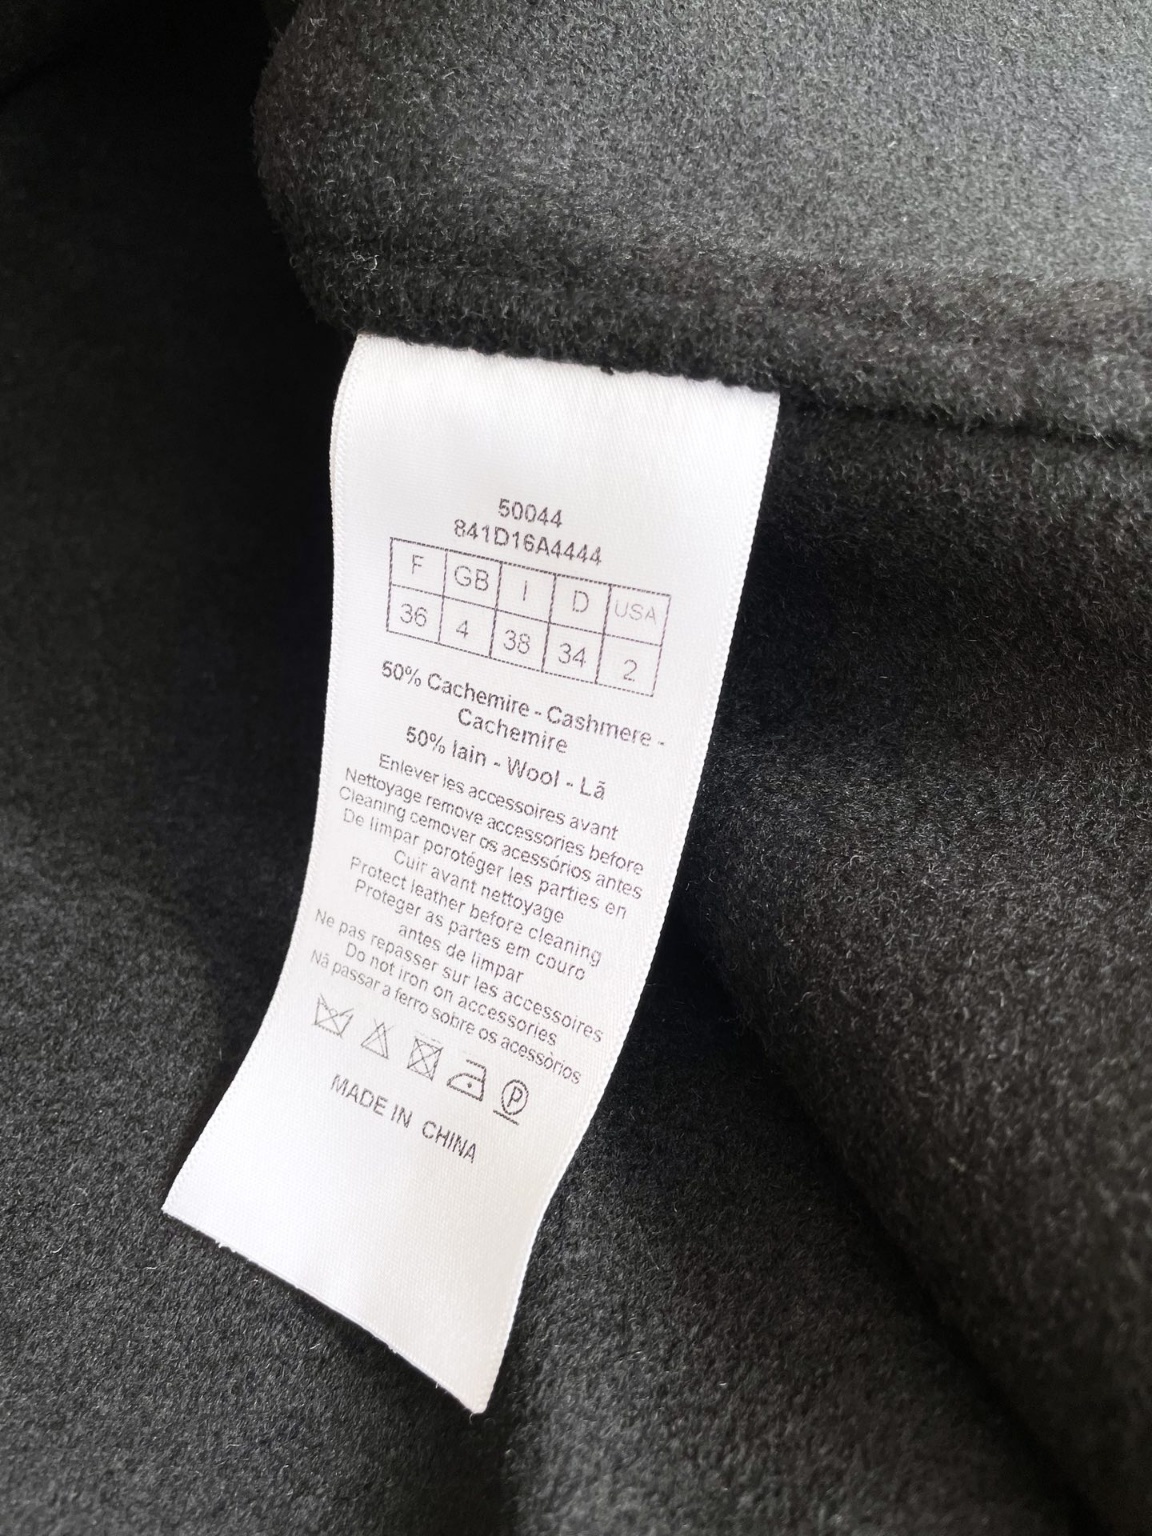 50044
841D16A4444
F GB I D USA
36 4 38 34 2
50% Cachemire - Cashmere -
Cachemire
50% lain - Wool - Lã
Enlever les accessoires avant
Nettoyage remove accessories before
Cleaning cemover os acessórios antes
De limpar porotéger les parties en
Cuir avant nettoyage
Protect leather before cleaning
Proteger as partes em couro
antes de limpar
Ne pas repasser sur les accessoires
Do not iron on accessories
Nã passar a ferro sobre os acessòrios
P
MADE IN CHINA